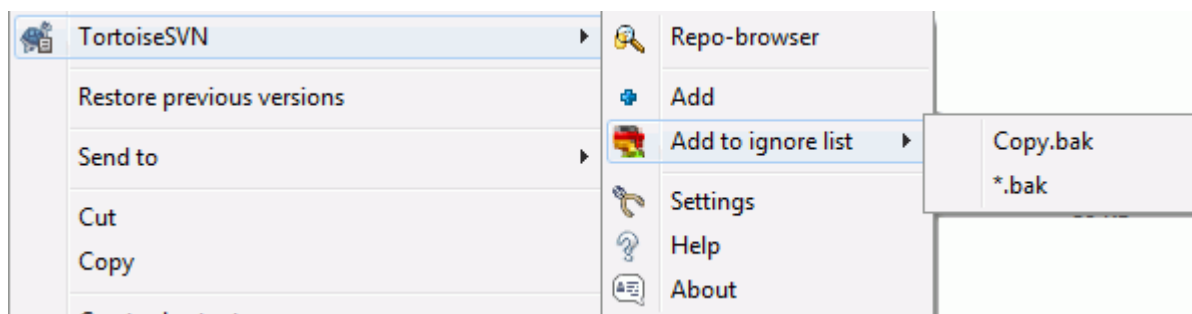 TortoiseSVN
Restore previous versions
Send to
Cut
Copy
Repo-browser
Add
Add to ignore list
Settings
Help
About
Copy.bak
*.bak